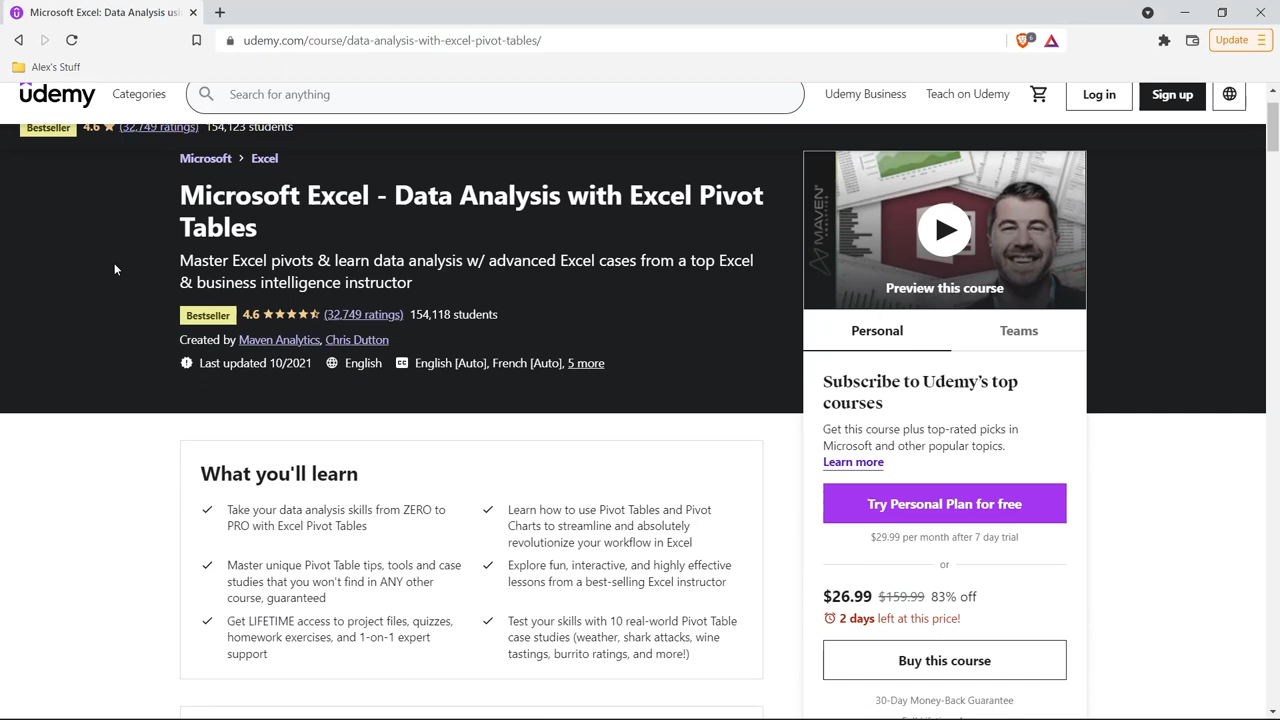 Microsoft Excel: Data Analysis usi
udemy.com/course/data-analysis-with-excel-pivot-tables/
6
Update
Alex's Stuff
udemy
Categories
Search for anything
Udemy Business
Teach on Udemy
Log in
Sign up
Bestseller 4.6 (32,749 ratings) 154,123 students
Microsoft > Excel
Microsoft Excel - Data Analysis with Excel Pivot
Tables
Master Excel pivots & learn data analysis w/ advanced Excel cases from a top Excel
& business intelligence instructor
Bestseller 4.6 (32,749 ratings) 154,118 students
Created by Maven Analytics, Chris Dutton
Last updated 10/2021 English English [Auto], French [Auto], 5 more
MAVEN
ANALYTICS
Preview this course
Personal
Teams
Subscribe to Udemy's top
courses
Get this course plus top-rated picks in
Microsoft and other popular topics.
Learn more
Try Personal Plan for free
$29.99 per month after 7 day trial
or
$26.99 $159.99 83% off
2 days left at this price!
Buy this course
30-Day Money-Back Guarantee
What you'll learn
Take your data analysis skills from ZERO to
PRO with Excel Pivot Tables
Master unique Pivot Table tips, tools and case
studies that you won't find in ANY other
course, guaranteed
Get LIFETIME access to project files, quizzes,
homework exercises, and 1-on-1 expert
support
Learn how to use Pivot Tables and Pivot
Charts to streamline and absolutely
revolutionize your workflow in Excel
Explore fun, interactive, and highly effective
lessons from a best-selling Excel instructor
Test your skills with 10 real-world Pivot Table
case studies (weather, shark attacks, wine
tastings, burrito ratings, and more!)